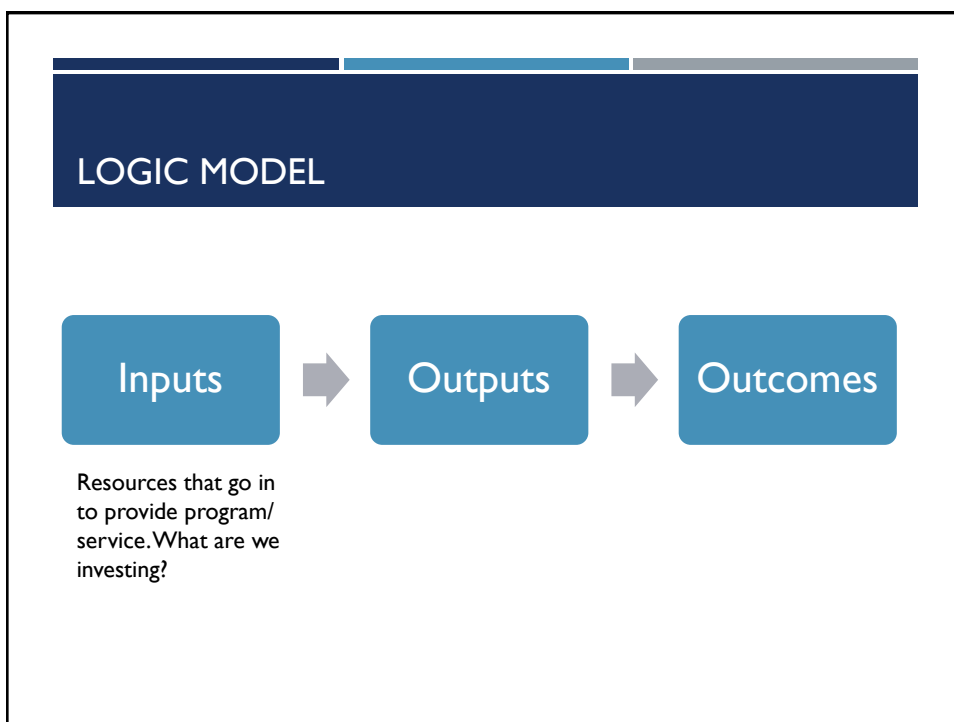 LOGIC MODEL
Inputs
Outputs
Outcomes
Resources that go in
to provide program/
service. What are we
investing?